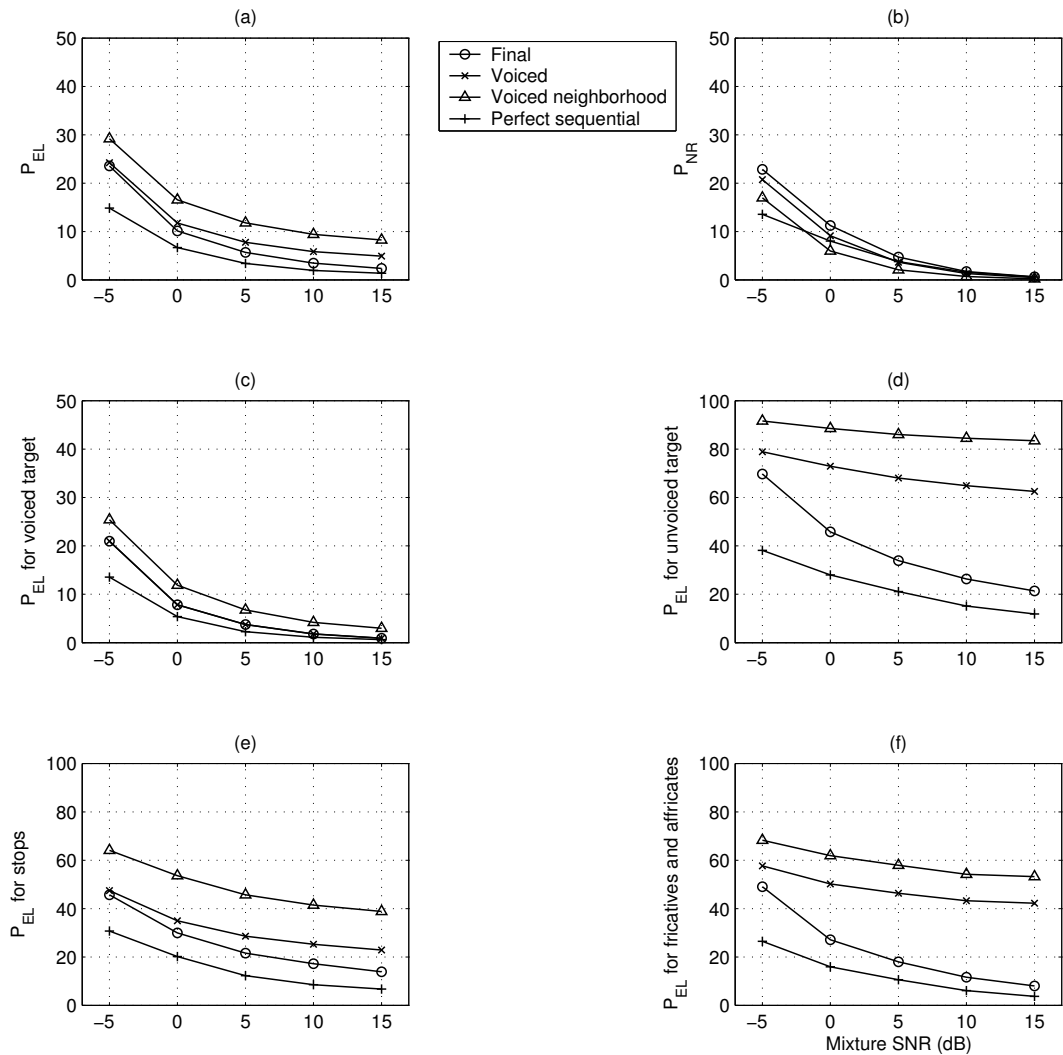 (a)
50
40
30
20
10
0
P_EL
−5 0 5 10 15
Final
Voiced
Voiced neighborhood
Perfect sequential
(b)
50
40
30
20
10
0
P_NR
−5 0 5 10 15
(c)
50
40
30
20
10
0
P_EL for voiced target
−5 0 5 10 15
(d)
100
80
60
40
20
0
P_EL for unvoiced target
−5 0 5 10 15
(e)
100
80
60
40
20
0
P_EL for stops
−5 0 5 10 15
(f)
100
80
60
40
20
0
P_EL for fricatives and affricates
−5 0 5 10 15
Mixture SNR (dB)